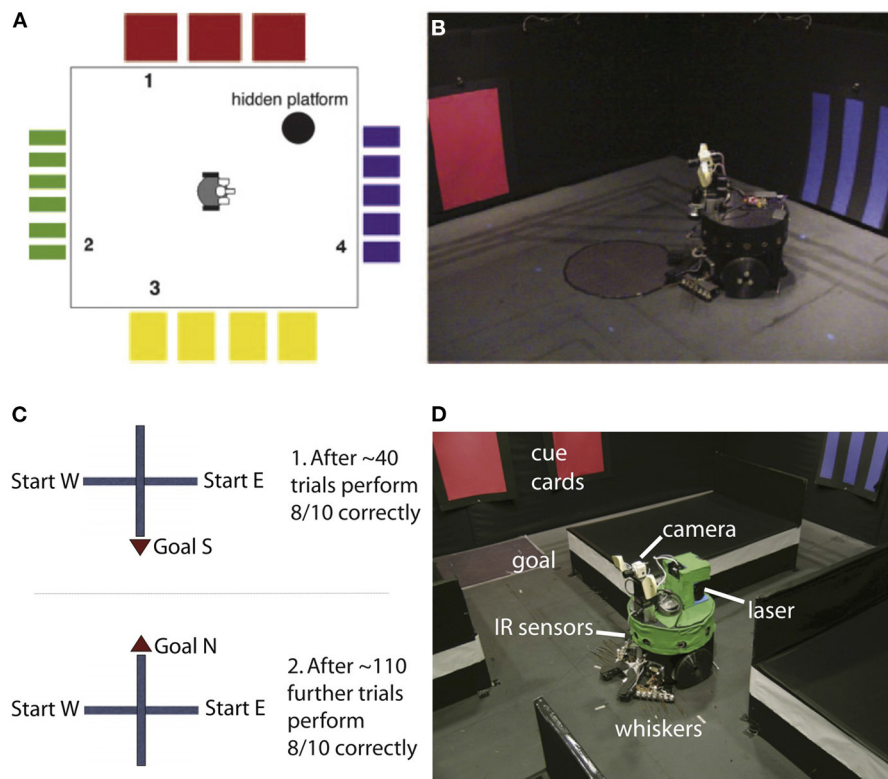 A
1
hidden platform
2
4
3
B
C
Start W
Start E
Goal S
1. After ~40
trials perform
8/10 correctly
Goal N
Start W
Start E
2. After ~110
further trials
perform
8/10 correctly
D
cue
cards
camera
goal
laser
IR sensors
whiskers